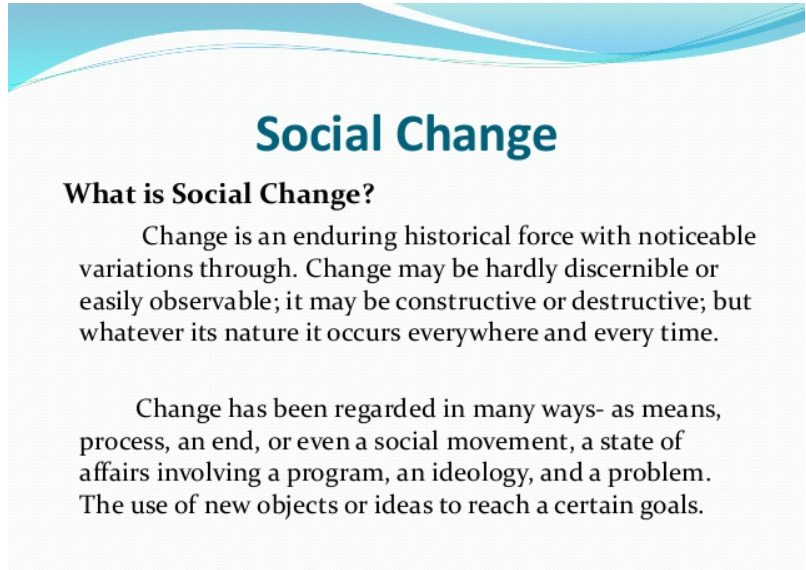 Social Change
What is Social Change?
Change is an enduring historical force with noticeable
variations through. Change may be hardly discernible or
easily observable; it may be constructive or destructive; but
whatever its nature it occurs everywhere and every time.
Change has been regarded in many ways- as means,
process, an end, or even a social movement, a state of
affairs involving a program, an ideology, and a problem.
The use of new objects or ideas to reach a certain goals.